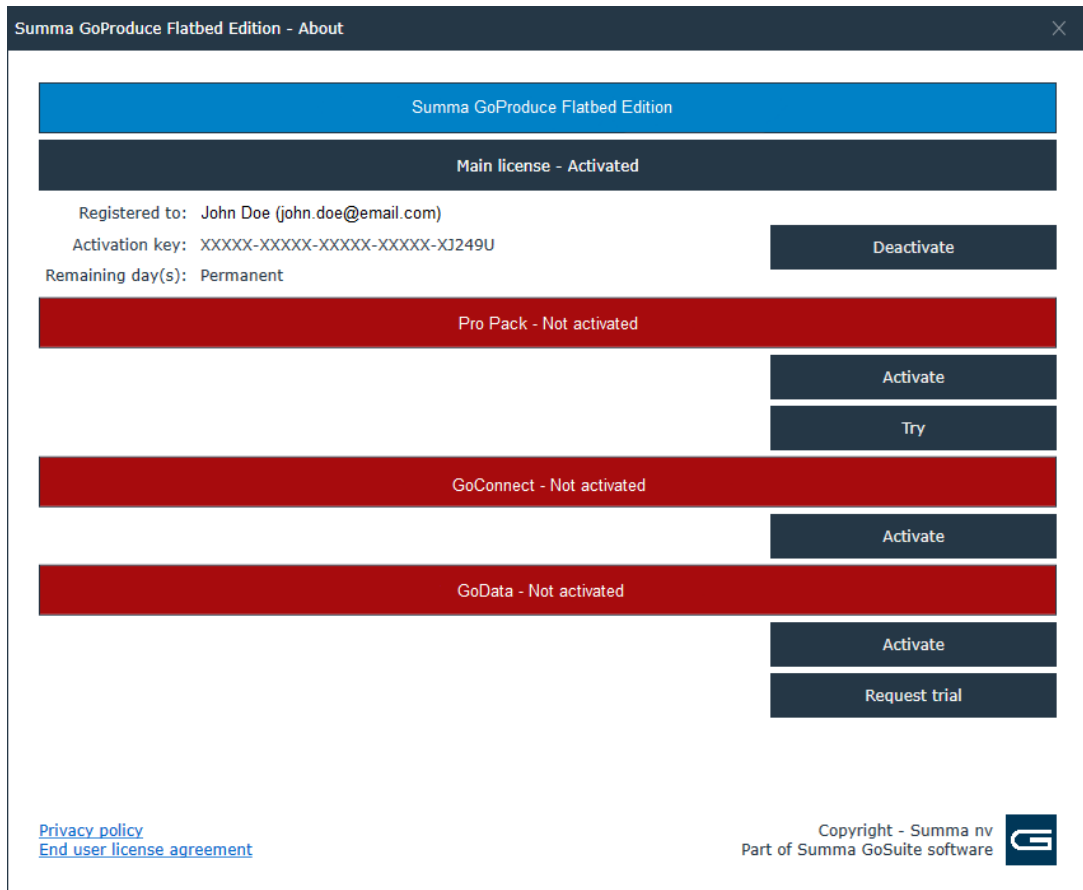 Summa GoProduce Flatbed Edition - About
Summa GoProduce Flatbed Edition
Main license - Activated
Registered to: John Doe (john.doe@email.com)
Activation key: XXXXX-XXXXX-XXXXX-XXXXX-XJ249U
Deactivate
Remaining day(s): Permanent
Pro Pack - Not activated
Activate
Try
GoConnect - Not activated
Activate
GoData - Not activated
Activate
Request trial
Privacy policy
End user license agreement
Copyright - Summa nv
Part of Summa GoSuite software